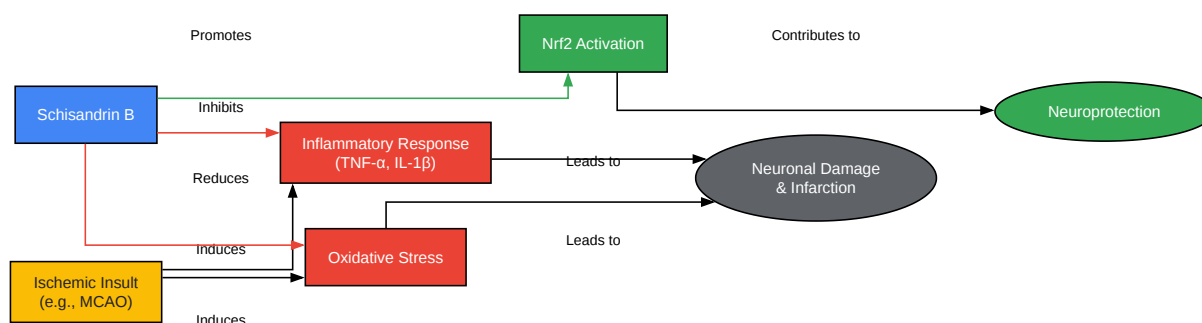 Promotes
Contributes to
Nrf2 Activation
Schisandrin B
Inhibits
Neuroprotection
Inflammatory Response
(TNF-α, IL-1β)
Leads to
Neuronal Damage
& Infarction
Reduces
Leads to
Induces
Oxidative Stress
Ischemic Insult
(e.g., MCAO)
Induces